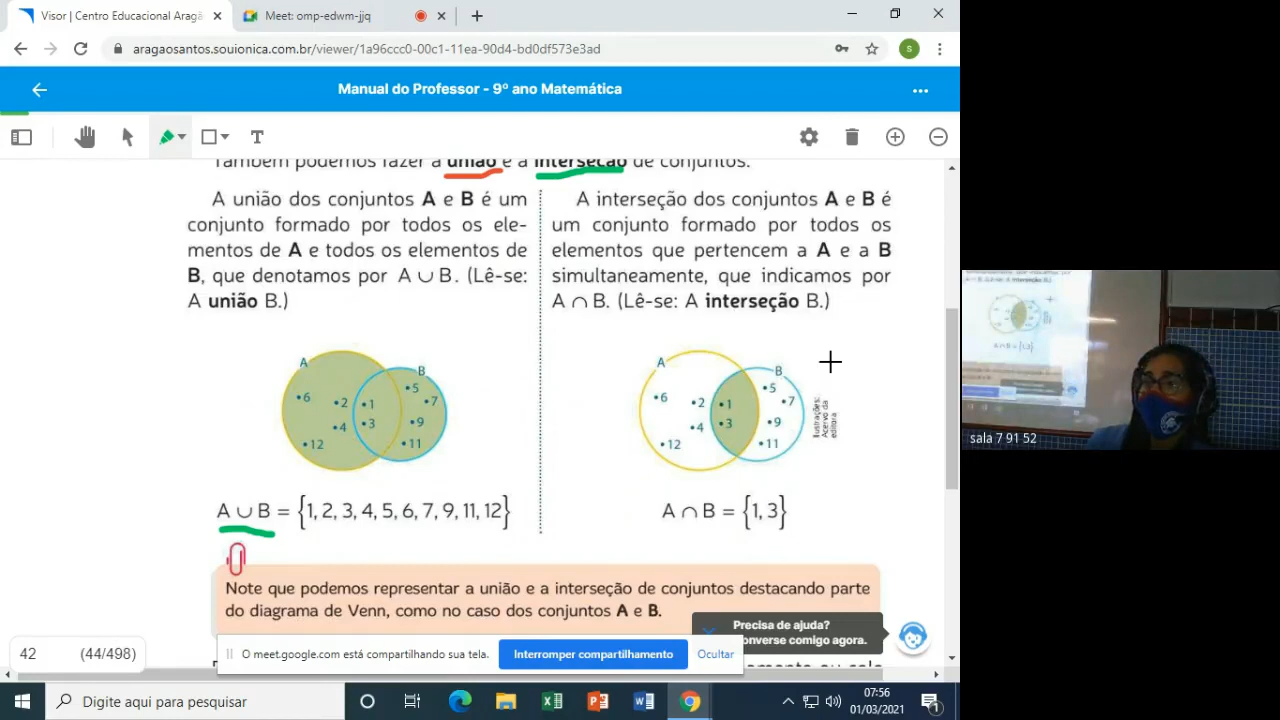 Visor | Centro Educacional Aragã
Meet: omp-edwm-jjq
aragaosantos.souionica.com.br/viewer/1a96ccc0-00c1-11ea-90d4-bd0df573e3ad
S
Manual do Professor - 9º ano Matemática
T
Também podemos fazer a união e a interseção de conjuntos.
A união dos conjuntos A e B é um
conjunto formado por todos os ele-
mentos de A e todos os elementos de
B, que denotamos por A ∪ B. (Lê-se:
A união B.)
A interseção dos conjuntos A e B é
um conjunto formado por todos os
elementos que pertencem a A e a B
simultaneamente, que indicamos por
A ∩ B. (Lê-se: A interseção B.)
A
B
•6
•2
•4
•12
•1
•3
•5
•7
•9
•11
A ∪ B = {1, 2, 3, 4, 5, 6, 7, 9, 11, 12}
A
B
•6
•2
•4
•12
•1
•3
•5
•7
•9
•11
Ilustrações:
Acervo da
editora
A ∩ B = {1, 3}
Note que podemos representar a união e a interseção de conjuntos destacando parte
do diagrama de Venn, como no caso dos conjuntos A e B.
Precisa de ajuda?
onverse comigo agora.
42 (44/498)
O meet.google.com está compartilhando sua tela.
Interromper compartilhamento
Ocultar
Digite aqui para pesquisar
07:56
01/03/2021
1
sala 7 91 52
A ∩ B = {1,3}